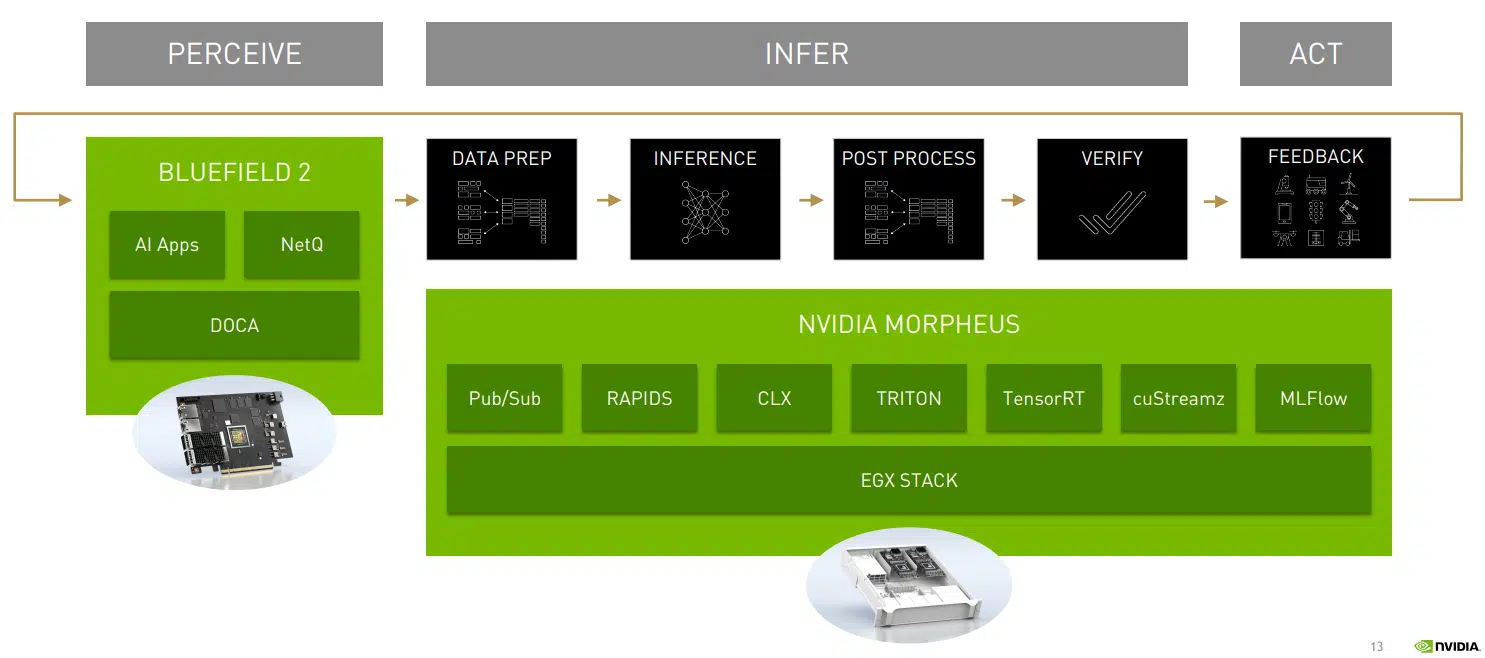 PERCEIVE
INFER
ACT
BLUEFIELD 2
AI Apps
NetQ
DOCA
DATA PREP
INFERENCE
POST PROCESS
VERIFY
FEEDBACK
NVIDIA MORPHEUS
Pub/Sub
RAPIDS
CLX
TRITON
TensorRT
cuStreamz
MLFlow
EGX STACK
13
NVIDIA.